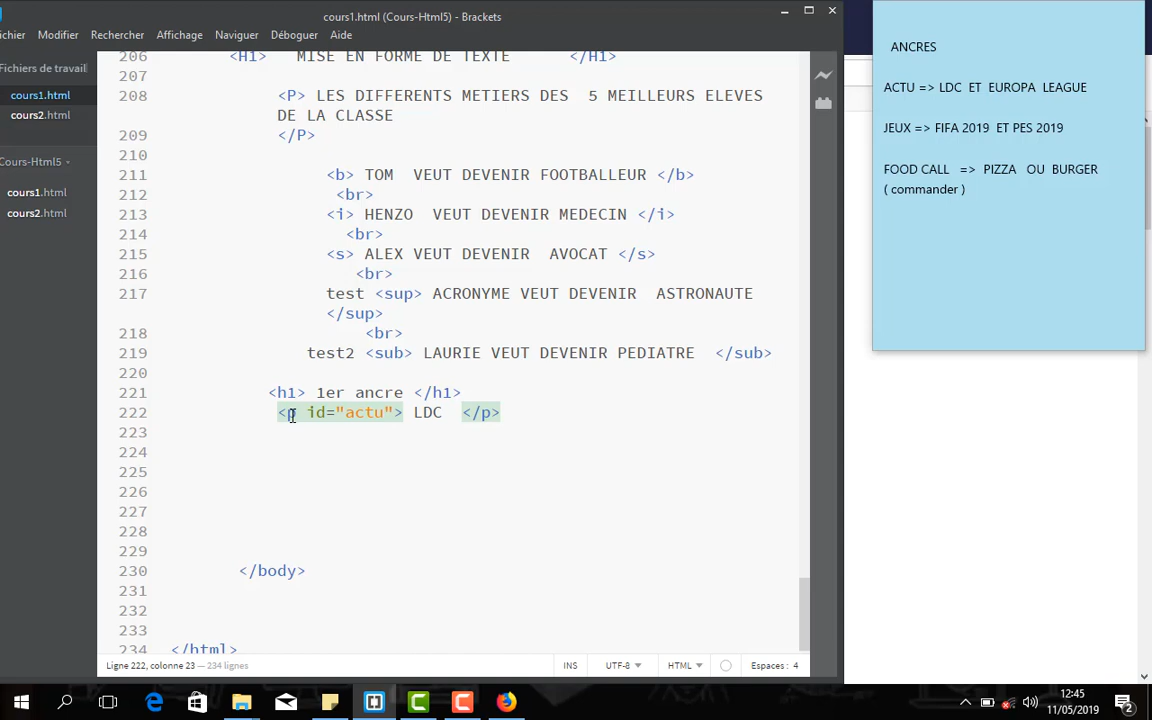 cours1.html (Cours-Html5) - Brackets
ichier Modifier Rechercher Affichage Naviguer Déboguer Aide
Fichiers de travail
cours1.html
cours2.html
Cours-Html5
cours1.html
cours2.html
206 <H1> MISE EN FORME DE TEXTE </H1>
207
208 <P> LES DIFFERENTS METIERS DES 5 MEILLEURS ELEVES
DE LA CLASSE
209 </P>
210
211 <b> TOM VEUT DEVENIR FOOTBALLEUR </b>
212 <br>
213 <i> HENZO VEUT DEVENIR MEDECIN </i>
214 <br>
215 <s> ALEX VEUT DEVENIR AVOCAT </s>
216 <br>
217 test <sup> ACRONYME VEUT DEVENIR ASTRONAUTE
</sup>
218 <br>
219 test2 <sub> LAURIE VEUT DEVENIR PEDIATRE </sub>
220
221 <h1> 1er ancre </h1>
222 <p id="actu"> LDC </p>
223
224
225
226
227
228
229
230 </body>
231
232
233
234 </html>
Ligne 222, colonne 23 — 234 lignes
INS UTF-8 HTML Espaces : 4
ANCRES
ACTU => LDC ET EUROPA LEAGUE
JEUX => FIFA 2019 ET PES 2019
FOOD CALL => PIZZA OU BURGER
( commander )
12:45
11/05/2019
2